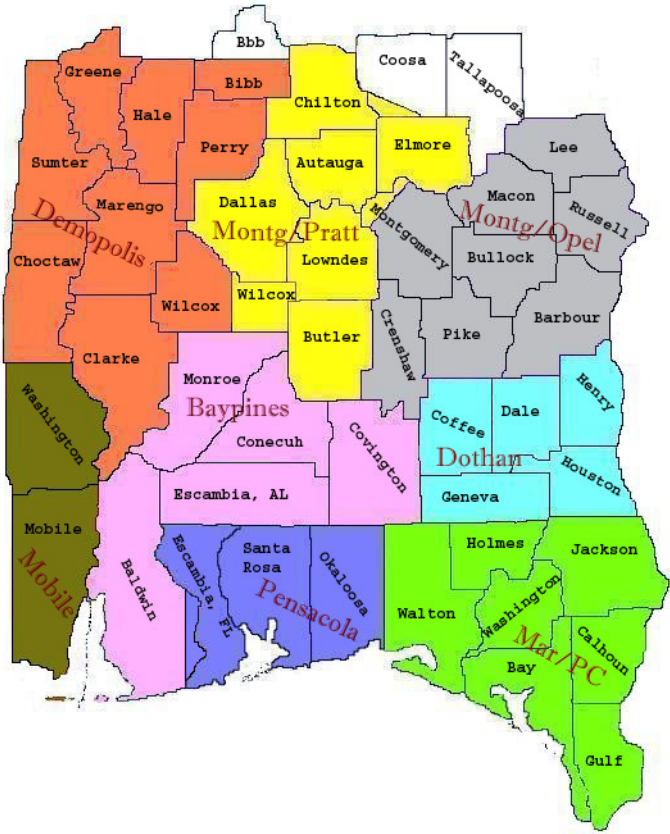 Bbb
Coosa
Tallapoosa
Greene
Bibb
Chilton
Hale
Elmore
Lee
Perry
Autauga
Sumter
Macon
Marengo
Dallas
Montgomery
Russell
Demopolis
Montg/Pratt
Montg/Opel
Choctaw
Lowndes
Bullock
Wilcox
Wilcox
Butler
Crenshaw
Pike
Barbour
Clarke
Monroe
Henry
Washington
Baypines
Coffee
Dale
Conecuh
Covington
Dothan
Houston
Escambia, AL
Geneva
Mobile
Mobile
Baldwin
Escambia, FL
Santa
Rosa
Okaloosa
Pensacola
Holmes
Jackson
Walton
Washington
Calhoun
Mar/PC
Bay
Gulf